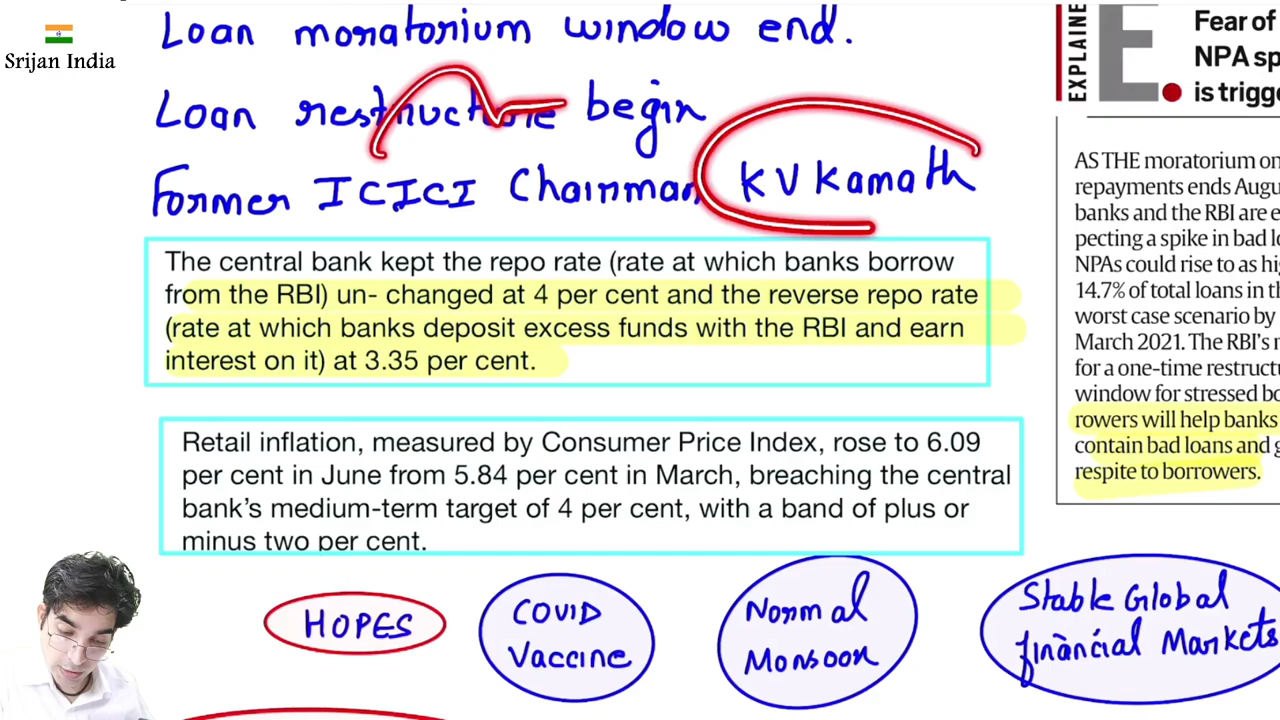 Srijan India
Loan moratorium window end.
Loan restructure begin
Former ICICI Chairman KV Kamath
The central bank kept the repo rate (rate at which banks borrow
from the RBI) un- changed at 4 per cent and the reverse repo rate
(rate at which banks deposit excess funds with the RBI and earn
interest on it) at 3.35 per cent.
Retail inflation, measured by Consumer Price Index, rose to 6.09
per cent in June from 5.84 per cent in March, breaching the central
bank's medium-term target of 4 per cent, with a band of plus or
minus two per cent.
HOPES
COVID
Vaccine
Normal
Monsoon
Stable Global
financial Markets
EXPLAINE
E.
Fear of
NPA sp
is trigge
AS THE moratorium on
repayments ends Augu
banks and the RBI are e
pecting a spike in bad lo
NPAs could rise to as hig
14.7% of total loans in th
worst case scenario by
March 2021. The RBI's m
for a one-time restructu
window for stressed bo
rowers will help banks
contain bad loans and g
respite to borrowers.